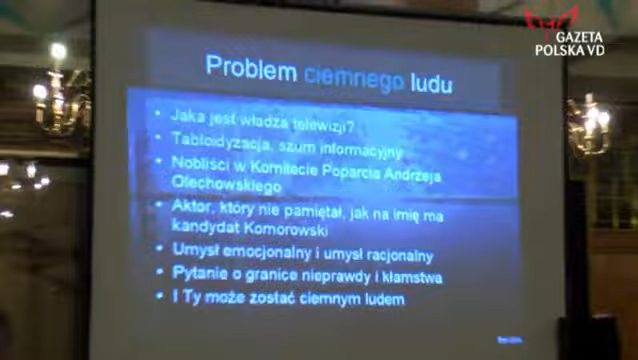 GAZETA
POLSKA VD
Problem ciemnego ludu
• Jaka jest władza telewizji?
• Tabloidyzacja, szum informacyjny
• Nobliści w Komitecie Poparcia Andrzeja
Olechowskiego
• Aktor, który nie pamiętał, jak na imię ma
kandydat Komorowski
• Umysł emocjonalny i umysł racjonalny
• Pytanie o granice nieprawdy i kłamstwa
• I Ty może zostać ciemnym ludem